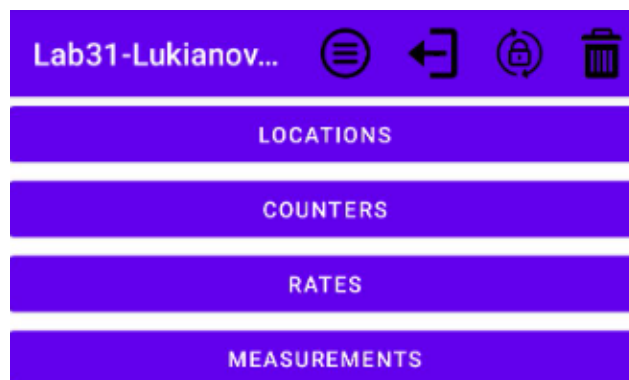 Lab31-Lukianov...
LOCATIONS
COUNTERS
RATES
MEASUREMENTS